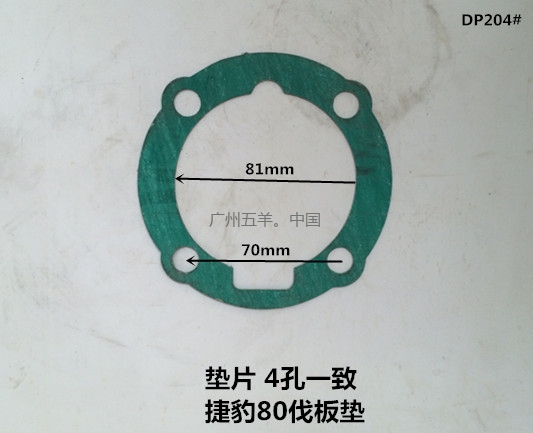 DP204#
81mm
广州五羊。中国
70mm
垫片 4孔一致
捷豹80伐板垫